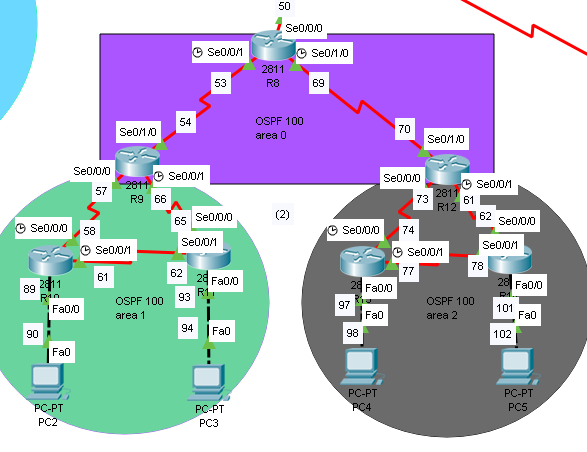 50
Se0/0/0
Se0/0/1
Se0/1/0
2811
R8
53
69
54
OSPF 100
area 0
70
Se0/1/0
Se0/1/0
Se0/0/0
2811
R9
Se0/0/1
Se0/0/0
2811
R12
Se0/0/1
57
66
(2)
73
61
58
65
Se0/0/0
74
62
Se0/0/0
Se0/0/0
Se0/0/0
Se0/0/1
Se0/0/1
Se0/0/1
Se0/0/1
61
62
77
78
89
2811
Fa0/0
OSPF 100
area 1
93
Fa0/0
97
Fa0/0
OSPF 100
area 2
101
Fa0/0
90
Fa0
94
Fa0
98
Fa0
102
Fa0
PC-PT
PC2
PC-PT
PC3
PC-PT
PC4
PC-PT
PC5